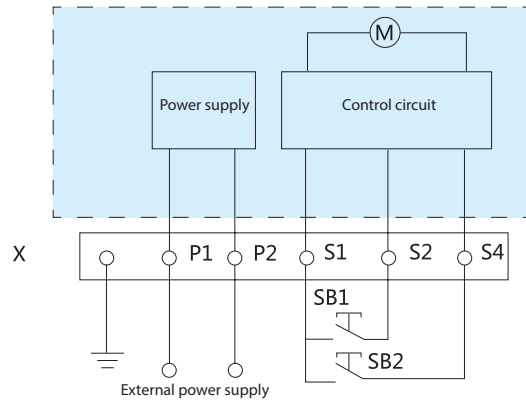 M
Power supply
Control circuit
X
P1
P2
S1
S2
S4
SB1
SB2
External power supply